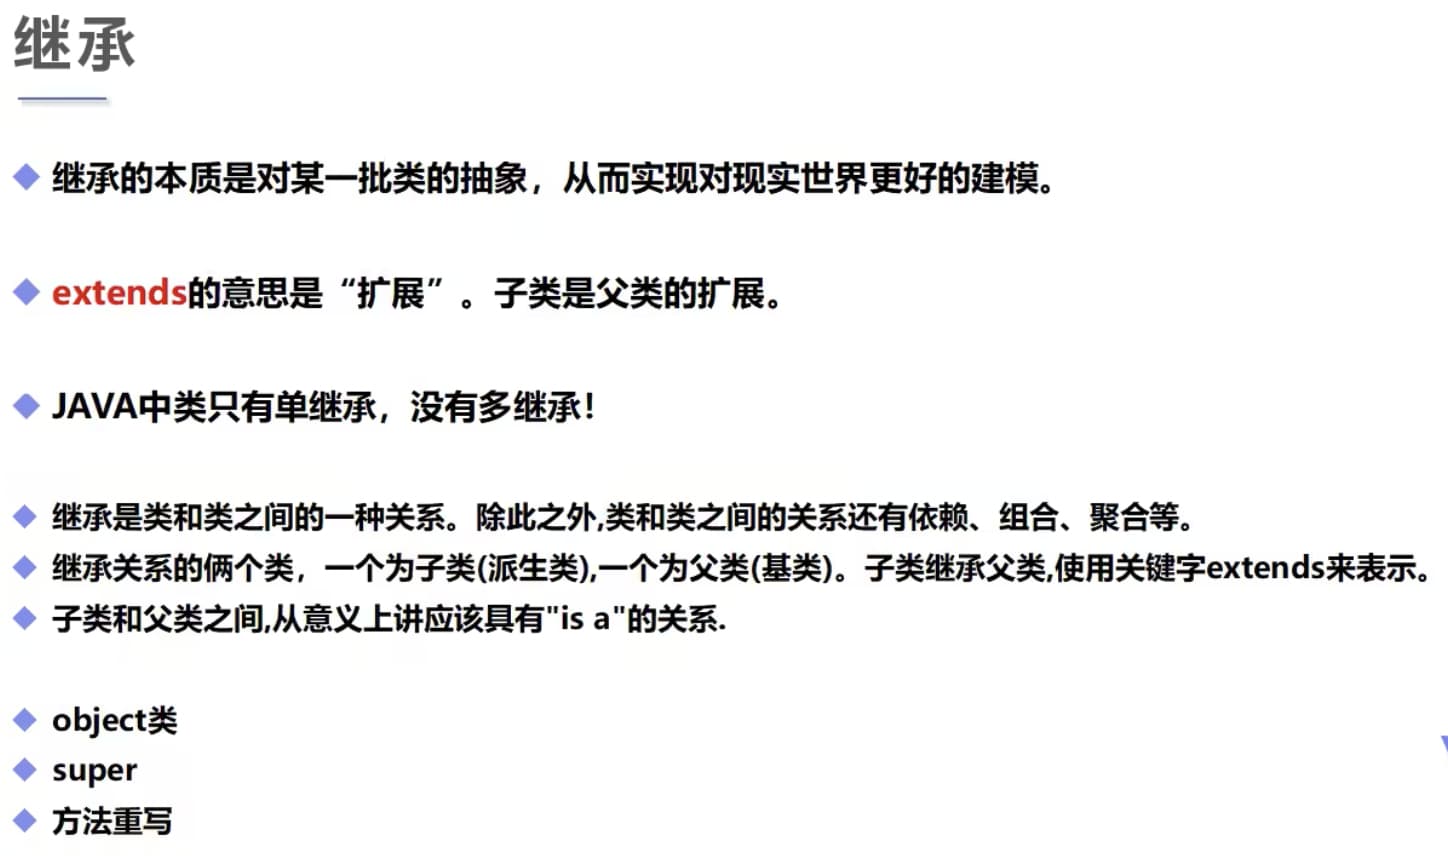 继承
继承的本质是对某一批类的抽象，从而实现对现实世界更好的建模。
extends的意思是“扩展”。子类是父类的扩展。
JAVA中类只有单继承，没有多继承！
继承是类和类之间的一种关系。除此之外,类和类之间的关系还有依赖、组合、聚合等。
继承关系的俩个类，一个为子类(派生类),一个为父类(基类)。子类继承父类,使用关键字extends来表示。
子类和父类之间,从意义上讲应该具有"is a"的关系.
object类
super
方法重写